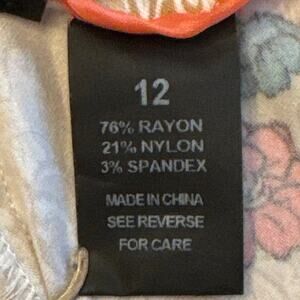 12
76% RAYON
21% NYLON
3% SPANDEX
MADE IN CHINA
SEE REVERSE
FOR CARE